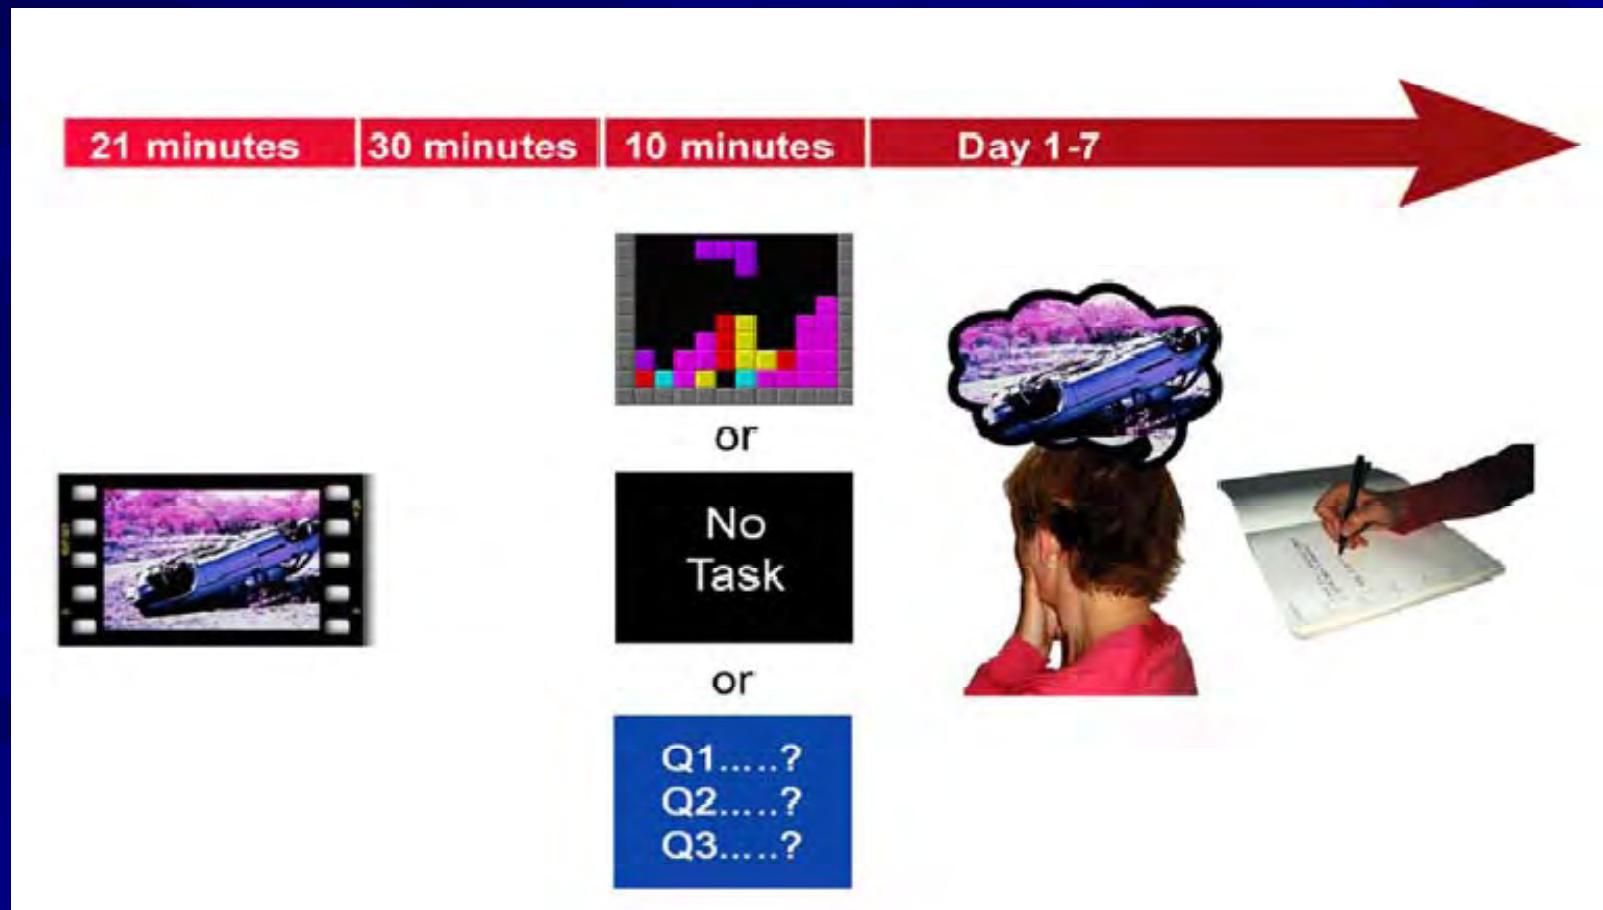 21 minutes
30 minutes
10 minutes
Day 1-7
or
No
Task
or
Q1.....?
Q2.....?
Q3.....?